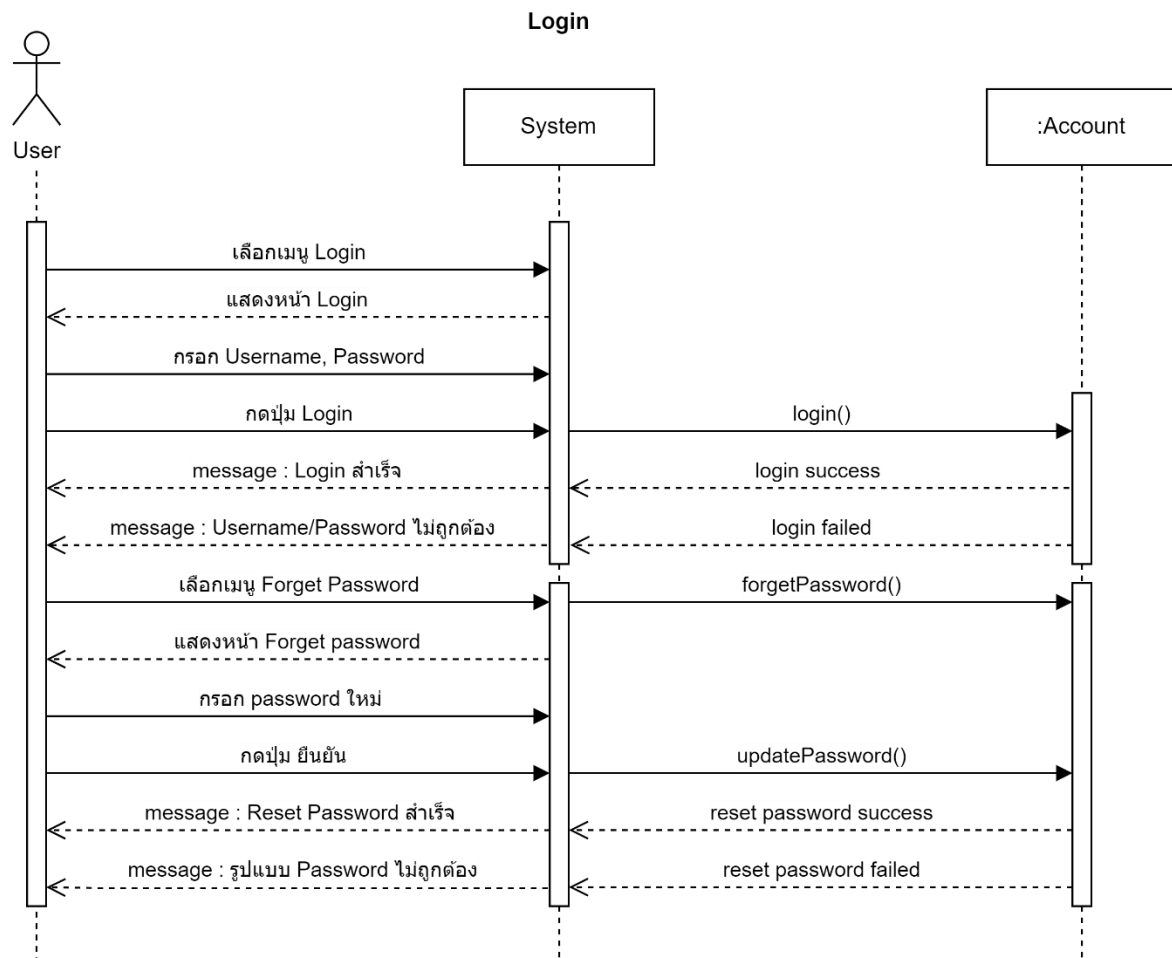 Login
User
System
:Account
เลือกเมนู Login
แสดงหน้า Login
กรอก Username, Password
กดปุ่ม Login
login()
message : Login สำเร็จ
login success
message : Username/Password ไม่ถูกต้อง
login failed
เลือกเมนู Forget Password
forgetPassword()
แสดงหน้า Forget password
กรอก password ใหม่
กดปุ่ม ยืนยัน
updatePassword()
message : Reset Password สำเร็จ
reset password success
message : รูปแบบ Password ไม่ถูกต้อง
reset password failed